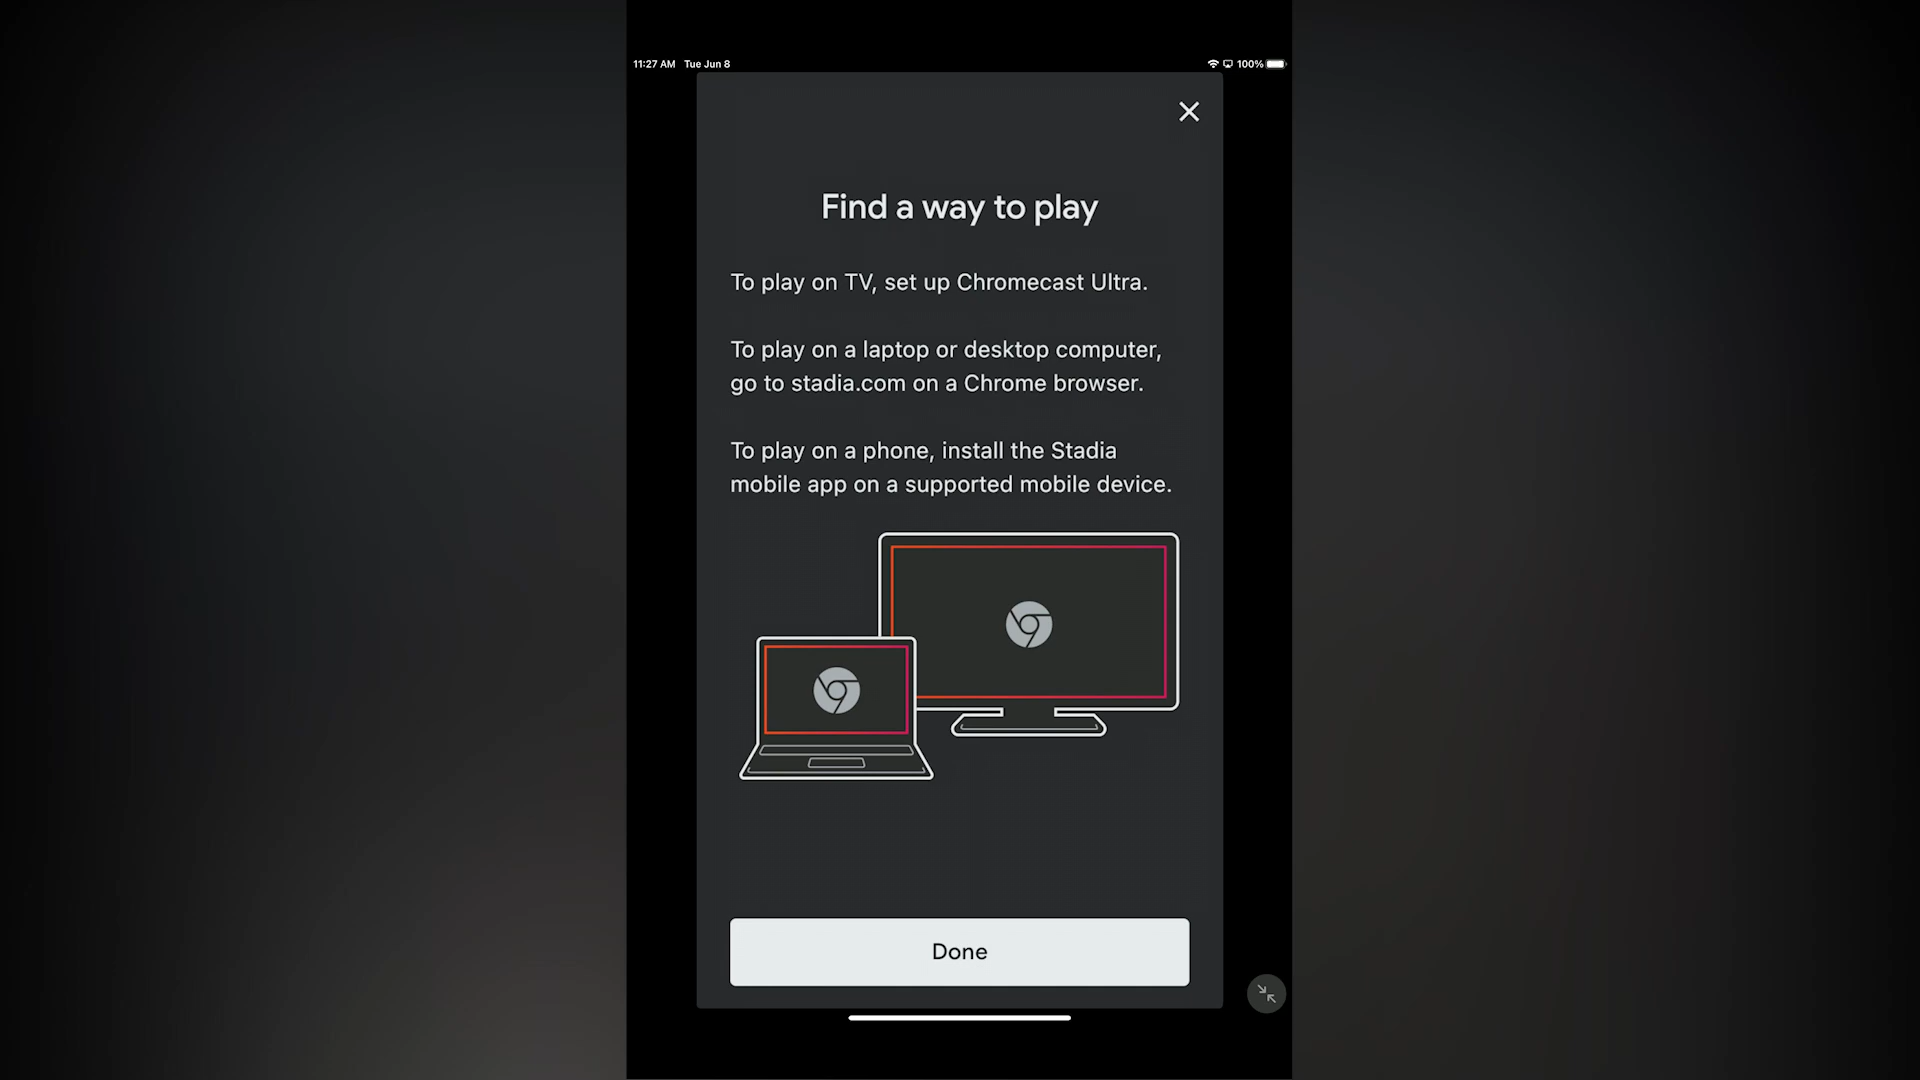 11:27 AM Tue Jun 8 100%
Find a way to play
To play on TV, set up Chromecast Ultra.
To play on a laptop or desktop computer,
go to stadia.com on a Chrome browser.
To play on a phone, install the Stadia
mobile app on a supported mobile device.
Done